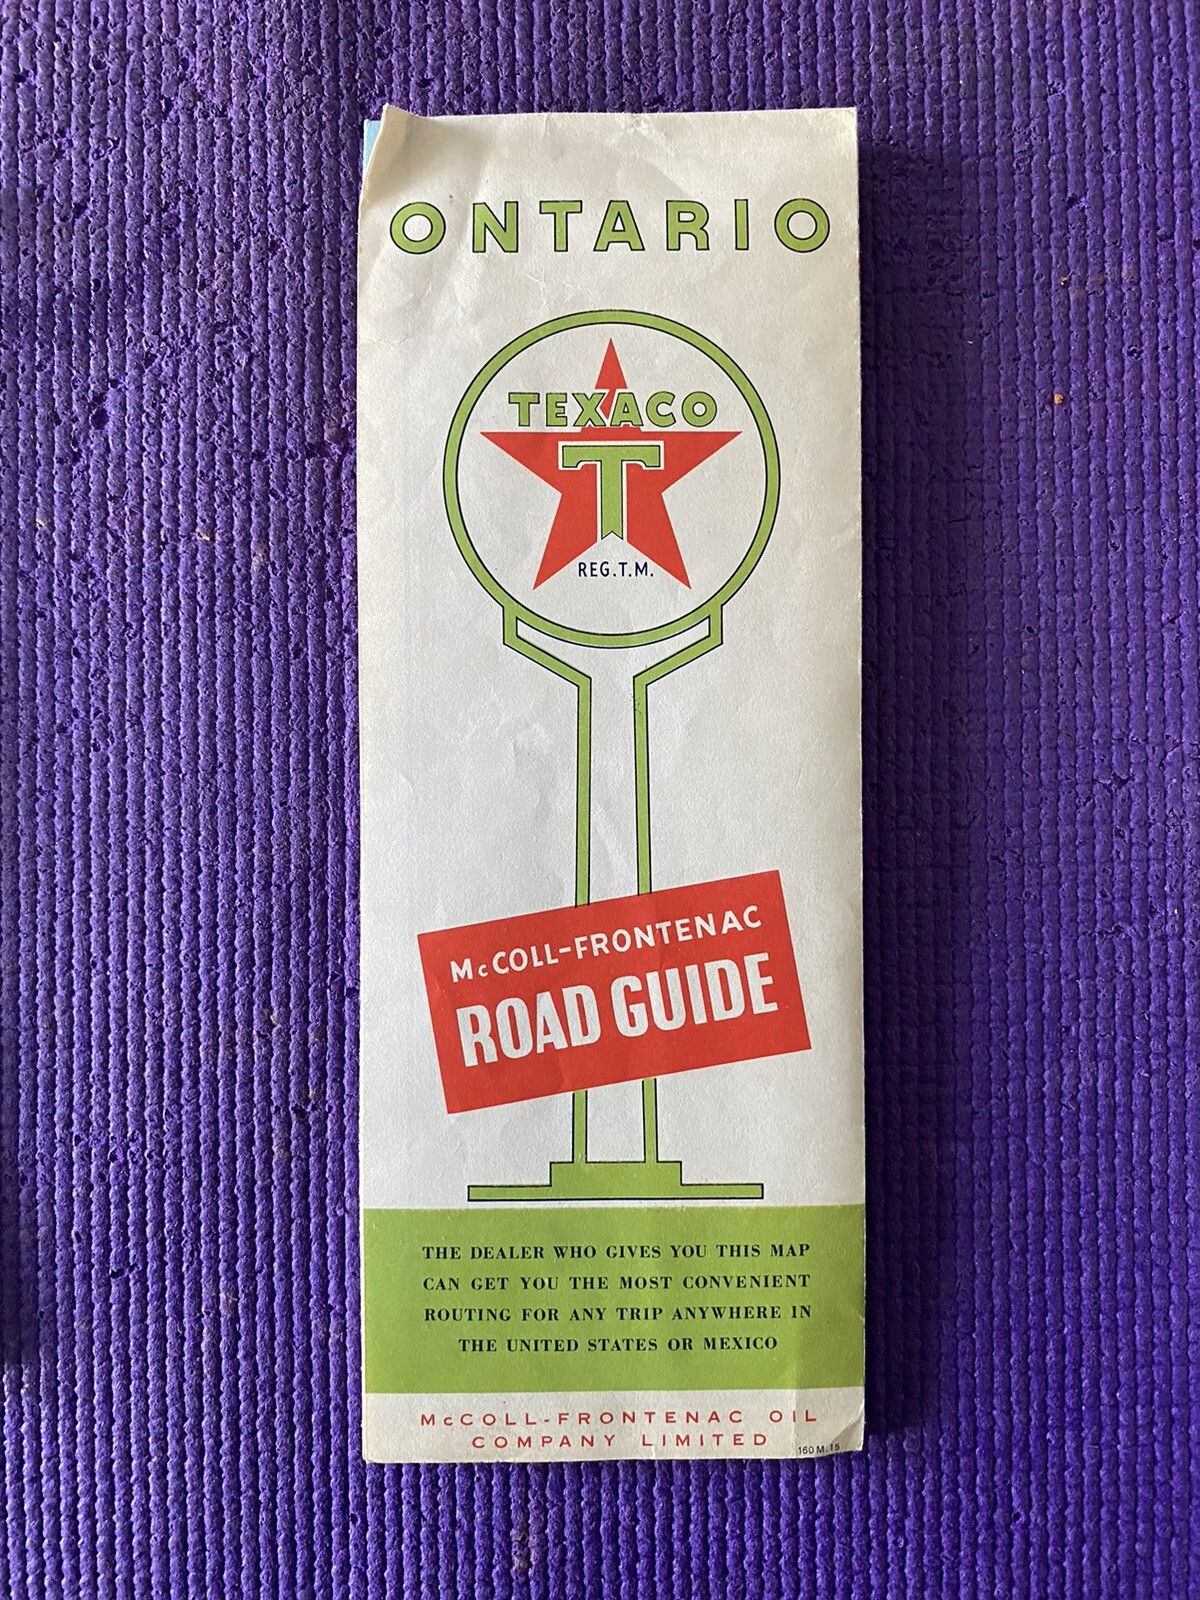 ONTARIO
TEXACO
T
REG.T.M.
McCOLL-FRONTENAC
ROAD GUIDE
THE DEALER WHO GIVES YOU THIS MAP
CAN GET YOU THE MOST CONVENIENT
ROUTING FOR ANY TRIP ANYWHERE IN
THE UNITED STATES OR MEXICO
McCOLL-FRONTENAC OIL
COMPANY LIMITED
160 M. 15